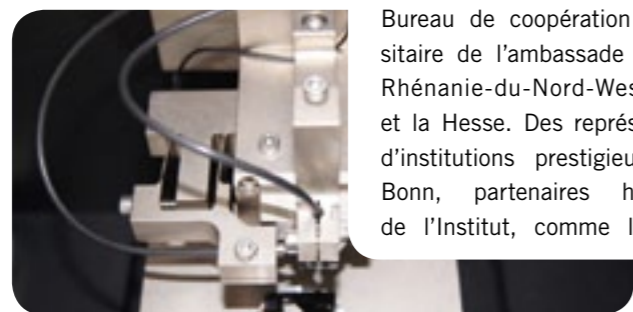 Bureau de coopération
sitaire de l’ambassade
Rhénanie-du-Nord-Wes
et la Hesse. Des représ
d’institutions prestigieu
Bonn, partenaires h
de l’Institut, comme l